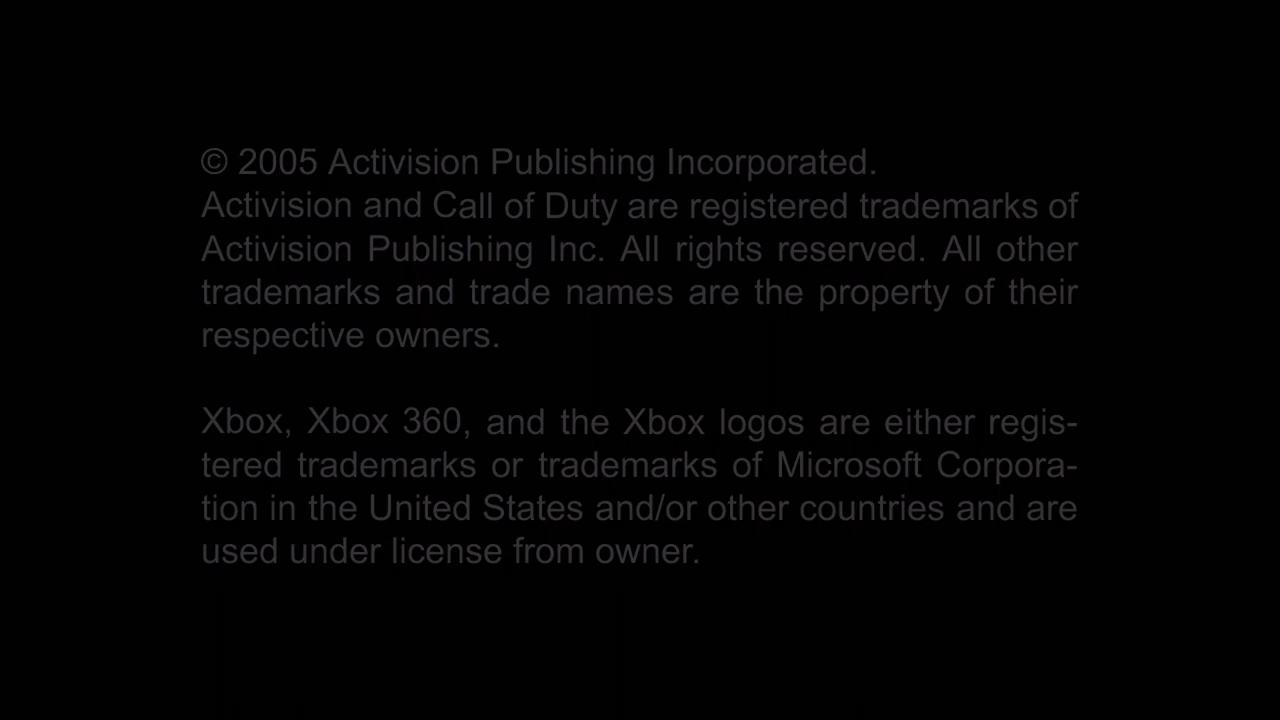 © 2005 Activision Publishing Incorporated.
Activision and Call of Duty are registered trademarks of
Activision Publishing Inc. All rights reserved. All other
trademarks and trade names are the property of their
respective owners.
Xbox, Xbox 360, and the Xbox logos are either regis-
tered trademarks or trademarks of Microsoft Corpora-
tion in the United States and/or other countries and are
used under license from owner.